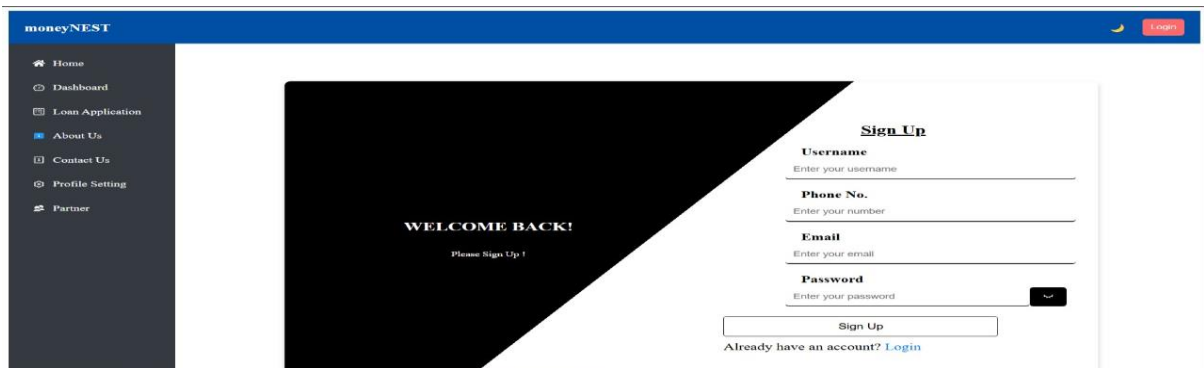 moneyNEST
Login
Home
Dashboard
Loan Application
About Us
Contact Us
Profile Setting
Partner
WELCOME BACK!
Please Sign Up !
Sign Up
Username
Enter your username
Phone No.
Enter your number
Email
Enter your email
Password
Enter your password
Sign Up
Already have an account? Login